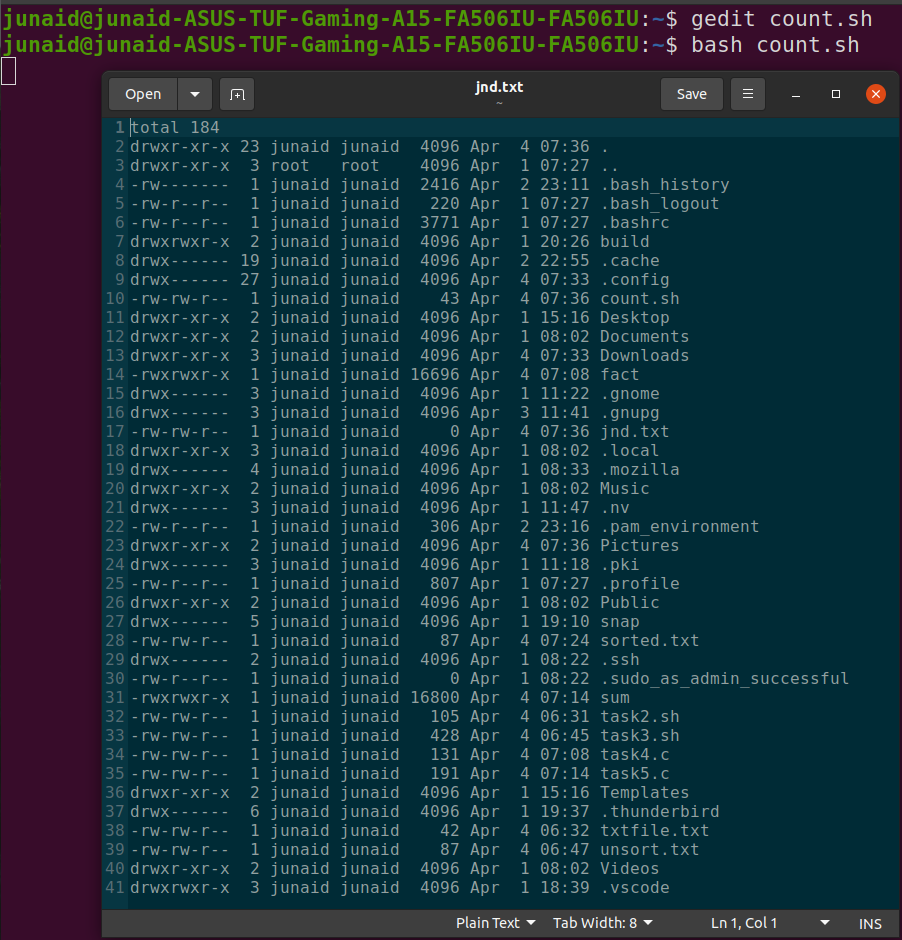 junaid@junaid-ASUS-TUF-Gaming-A15-FA506IU-FA506IU:~$ gedit count.sh
junaid@junaid-ASUS-TUF-Gaming-A15-FA506IU-FA506IU:~$ bash count.sh
Open jnd.txt Save
~
1 total 184
2 drwxr-xr-x 23 junaid junaid  4096 Apr  4 07:36 .
3 drwxr-xr-x  3 root   root    4096 Apr  1 07:27 ..
4 -rw-------  1 junaid junaid  2416 Apr  2 23:11 .bash_history
5 -rw-r--r--  1 junaid junaid   220 Apr  1 07:27 .bash_logout
6 -rw-r--r--  1 junaid junaid  3771 Apr  1 07:27 .bashrc
7 drwxrwxr-x  2 junaid junaid  4096 Apr  1 20:26 build
8 drwx------ 19 junaid junaid  4096 Apr  2 22:55 .cache
9 drwx------ 27 junaid junaid  4096 Apr  4 07:33 .config
10 -rw-rw-r--  1 junaid junaid    43 Apr  4 07:36 count.sh
11 drwxr-xr-x  2 junaid junaid  4096 Apr  1 15:16 Desktop
12 drwxr-xr-x  2 junaid junaid  4096 Apr  1 08:02 Documents
13 drwxr-xr-x  3 junaid junaid  4096 Apr  4 07:33 Downloads
14 -rwxrwxr-x  1 junaid junaid 16696 Apr  4 07:08 fact
15 drwx------  3 junaid junaid  4096 Apr  1 11:22 .gnome
16 drwx------  3 junaid junaid  4096 Apr  3 11:41 .gnupg
17 -rw-rw-r--  1 junaid junaid     0 Apr  4 07:36 jnd.txt
18 drwxr-xr-x  3 junaid junaid  4096 Apr  1 08:02 .local
19 drwx------  4 junaid junaid  4096 Apr  1 08:33 .mozilla
20 drwxr-xr-x  2 junaid junaid  4096 Apr  1 08:02 Music
21 drwx------  3 junaid junaid  4096 Apr  1 11:47 .nv
22 -rw-r--r--  1 junaid junaid   306 Apr  2 23:16 .pam_environment
23 drwxr-xr-x  2 junaid junaid  4096 Apr  4 07:36 Pictures
24 drwx------  3 junaid junaid  4096 Apr  1 11:18 .pki
25 -rw-r--r--  1 junaid junaid   807 Apr  1 07:27 .profile
26 drwxr-xr-x  2 junaid junaid  4096 Apr  1 08:02 Public
27 drwx------  5 junaid junaid  4096 Apr  1 19:10 snap
28 -rw-rw-r--  1 junaid junaid    87 Apr  4 07:24 sorted.txt
29 drwx------  2 junaid junaid  4096 Apr  1 08:22 .ssh
30 -rw-r--r--  1 junaid junaid     0 Apr  1 08:22 .sudo_as_admin_successful
31 -rwxrwxr-x  1 junaid junaid 16800 Apr  4 07:14 sum
32 -rw-rw-r--  1 junaid junaid   105 Apr  4 06:31 task2.sh
33 -rw-rw-r--  1 junaid junaid   428 Apr  4 06:45 task3.sh
34 -rw-rw-r--  1 junaid junaid   131 Apr  4 07:08 task4.c
35 -rw-rw-r--  1 junaid junaid   191 Apr  4 07:14 task5.c
36 drwxr-xr-x  2 junaid junaid  4096 Apr  1 15:16 Templates
37 drwx------  6 junaid junaid  4096 Apr  1 19:37 .thunderbird
38 -rw-rw-r--  1 junaid junaid    42 Apr  4 06:32 txtfile.txt
39 -rw-rw-r--  1 junaid junaid    87 Apr  4 06:47 unsort.txt
40 drwxr-xr-x  2 junaid junaid  4096 Apr  1 08:02 Videos
41 drwxrwxr-x  3 junaid junaid  4096 Apr  1 18:39 .vscode
Plain Text Tab Width: 8 Ln 1, Col 1 INS